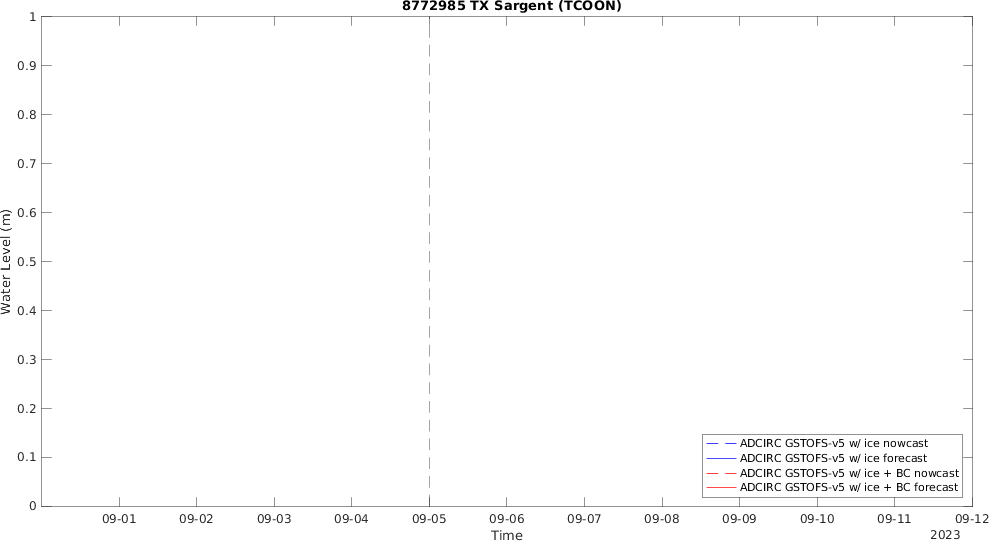 8772985 TX Sargent (TCOON)
1
0.9
0.8
0.7
0.6
0.5
0.4
0.3
0.2
0.1
0
Water Level (m)
ADCIRC GSTOFS-v5 w/ ice nowcast
ADCIRC GSTOFS-v5 w/ ice forecast
ADCIRC GSTOFS-v5 w/ ice + BC nowcast
ADCIRC GSTOFS-v5 w/ ice + BC forecast
09-01 09-02 09-03 09-04 09-05 09-06 09-07 09-08 09-09 09-10 09-11 09-12
Time
2023